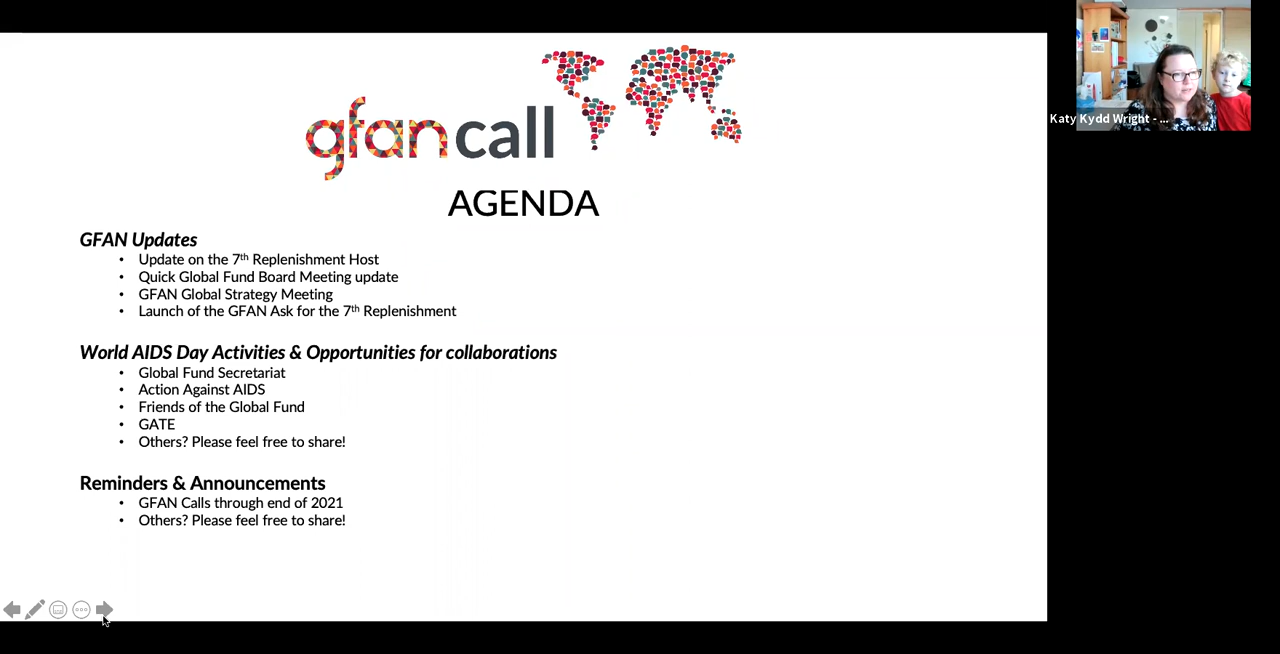 gfan call
Katy Kydd Wright - ...
AGENDA
GFAN Updates
• Update on the 7th Replenishment Host
• Quick Global Fund Board Meeting update
• GFAN Global Strategy Meeting
• Launch of the GFAN Ask for the 7th Replenishment
World AIDS Day Activities & Opportunities for collaborations
• Global Fund Secretariat
• Action Against AIDS
• Friends of the Global Fund
• GATE
• Others? Please feel free to share!
Reminders & Announcements
• GFAN Calls through end of 2021
• Others? Please feel free to share!